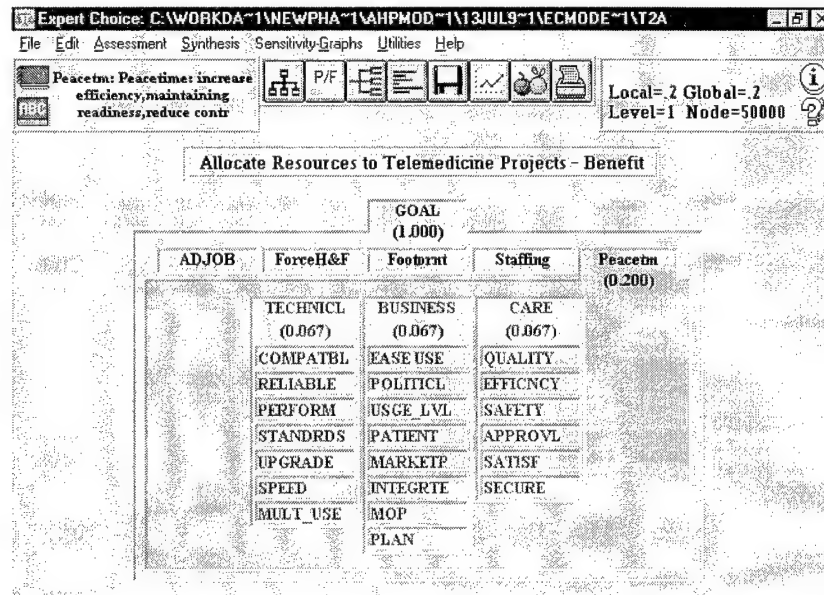 Expert Choice: C:\WORKDA~1\NEWPHA~1\AHPMOD~1\13JUL9~1\ECMODE~1\T2A
File Edit Assessment Synthesis Sensitivity-Graphs Utilities Help
Peacetm: Peacetime: increase
efficiency,maintaining
readiness,reduce contr
ABC
P/F
Local=.2 Global=.2
Level=1 Node=50000
Allocate Resources to Telemedicine Projects - Benefit
GOAL
(1.000)
ADJOB ForceH&F Footprnt Staffing Peacetm
(0.200)
TECHNICL BUSINESS CARE
(0.067) (0.067) (0.067)
COMPATBL EASE USE QUALITY
RELIABLE POLITICL EFFICNCY
PERFORM USGE_LVL SAFETY
STANDRDS PATIENT APPROVL
UPGRADE MARKETP SATISF
SPEED INTEGRTE SECURE
MULT_USE MOP
PLAN